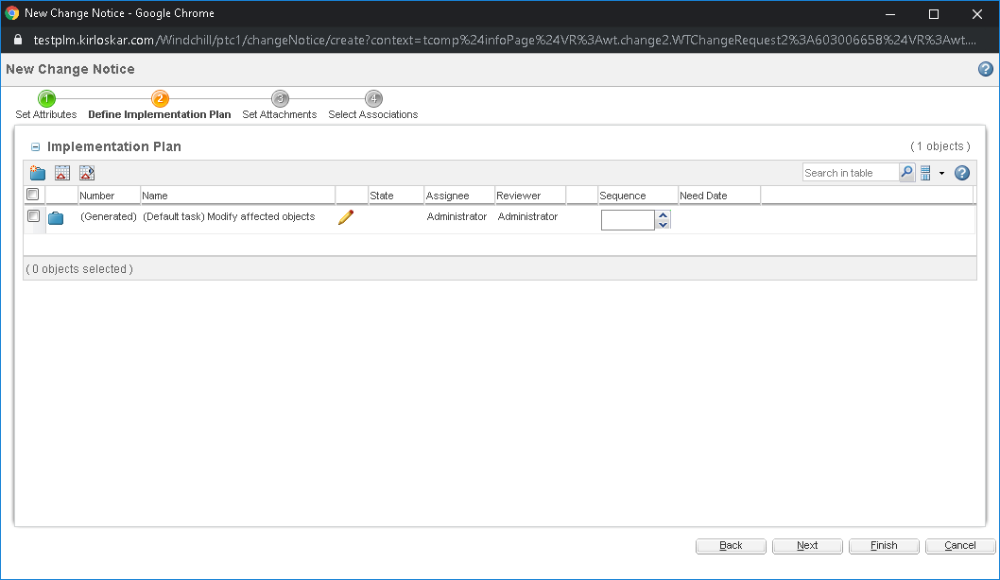 New Change Notice - Google Chrome
testplm.kirloskar.com/Windchill/ptc1/changeNotice/create?context=tcomp%24infoPage%24VR%3Awt.change2.WTChangeRequest2%3A603006658%24VR%3Awt....
New Change Notice
?
1 2 3 4
Set Attributes Define Implementation Plan Set Attachments Select Associations
Implementation Plan ( 1 objects )
Search in table ?
Number Name State Assignee Reviewer Sequence Need Date
(Generated) (Default task) Modify affected objects Administrator Administrator
( 0 objects selected )
Back Next Finish Cancel